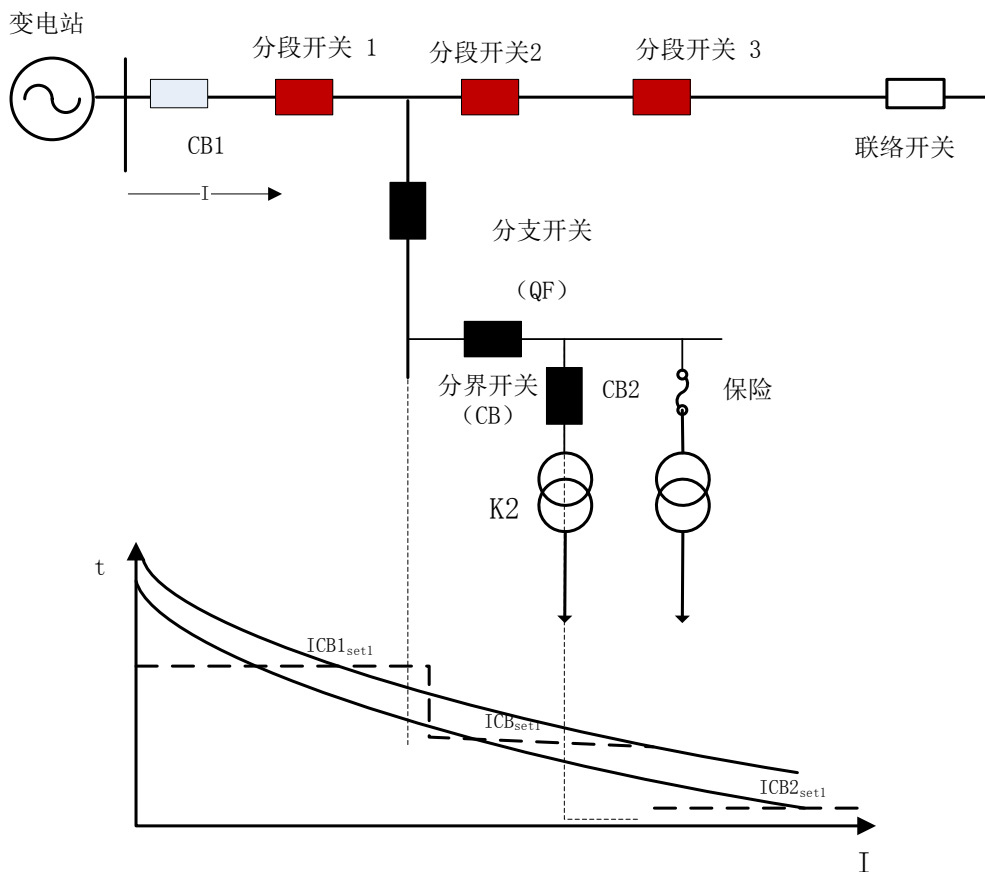 变电站
分段开关 1
分段开关2
分段开关 3
CB1
联络开关
I
分支开关
（QF）
分界开关
（CB）
CB2
保险
K2
t
ICB1set1
ICBset1
ICB2set1
I